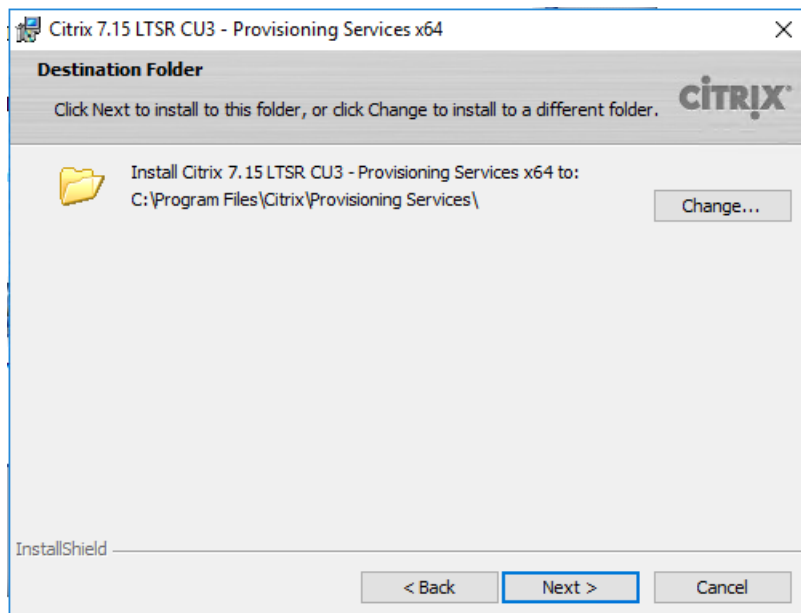 Citrix 7.15 LTSR CU3 - Provisioning Services x64
Destination Folder
Click Next to install to this folder, or click Change to install to a different folder.
CITRIX
Install Citrix 7.15 LTSR CU3 - Provisioning Services x64 to:
C:\Program Files\Citrix\Provisioning Services\
Change...
InstallShield
< Back
Next >
Cancel